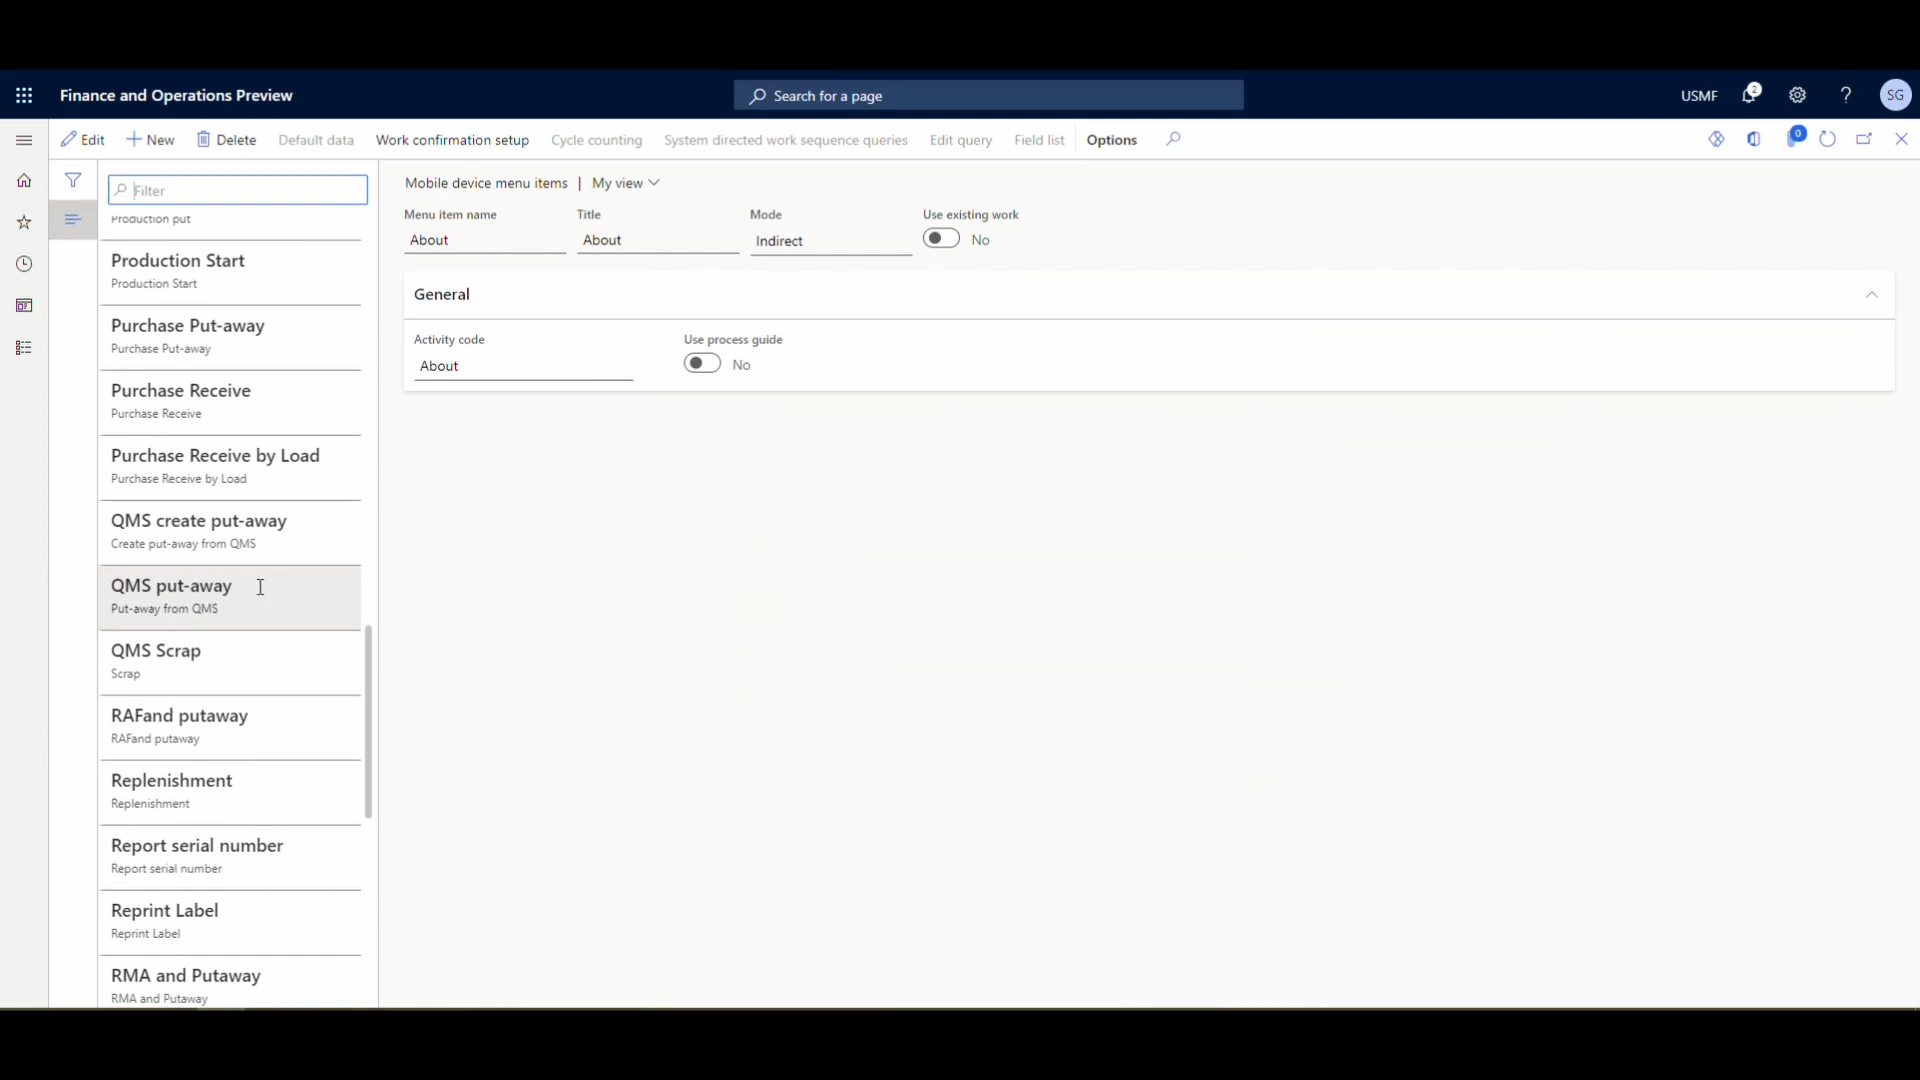 Finance and Operations Preview
Search for a page
USMF
2
?
SG
Edit
New
Delete
Default data
Work confirmation setup
Cycle counting
System directed work sequence queries
Edit query
Field list
Options
0
Filter
Production put
Production Start
Production Start
Purchase Put-away
Purchase Put-away
Purchase Receive
Purchase Receive
Purchase Receive by Load
Purchase Receive by Load
QMS create put-away
Create put-away from QMS
QMS put-away
Put-away from QMS
QMS Scrap
Scrap
RAFand putaway
RAFand putaway
Replenishment
Replenishment
Report serial number
Report serial number
Reprint Label
Reprint Label
RMA and Putaway
RMA and Putaway
Mobile device menu items | My view
Menu item name
About
Title
About
Mode
Indirect
Use existing work
No
General
Activity code
About
Use process guide
No